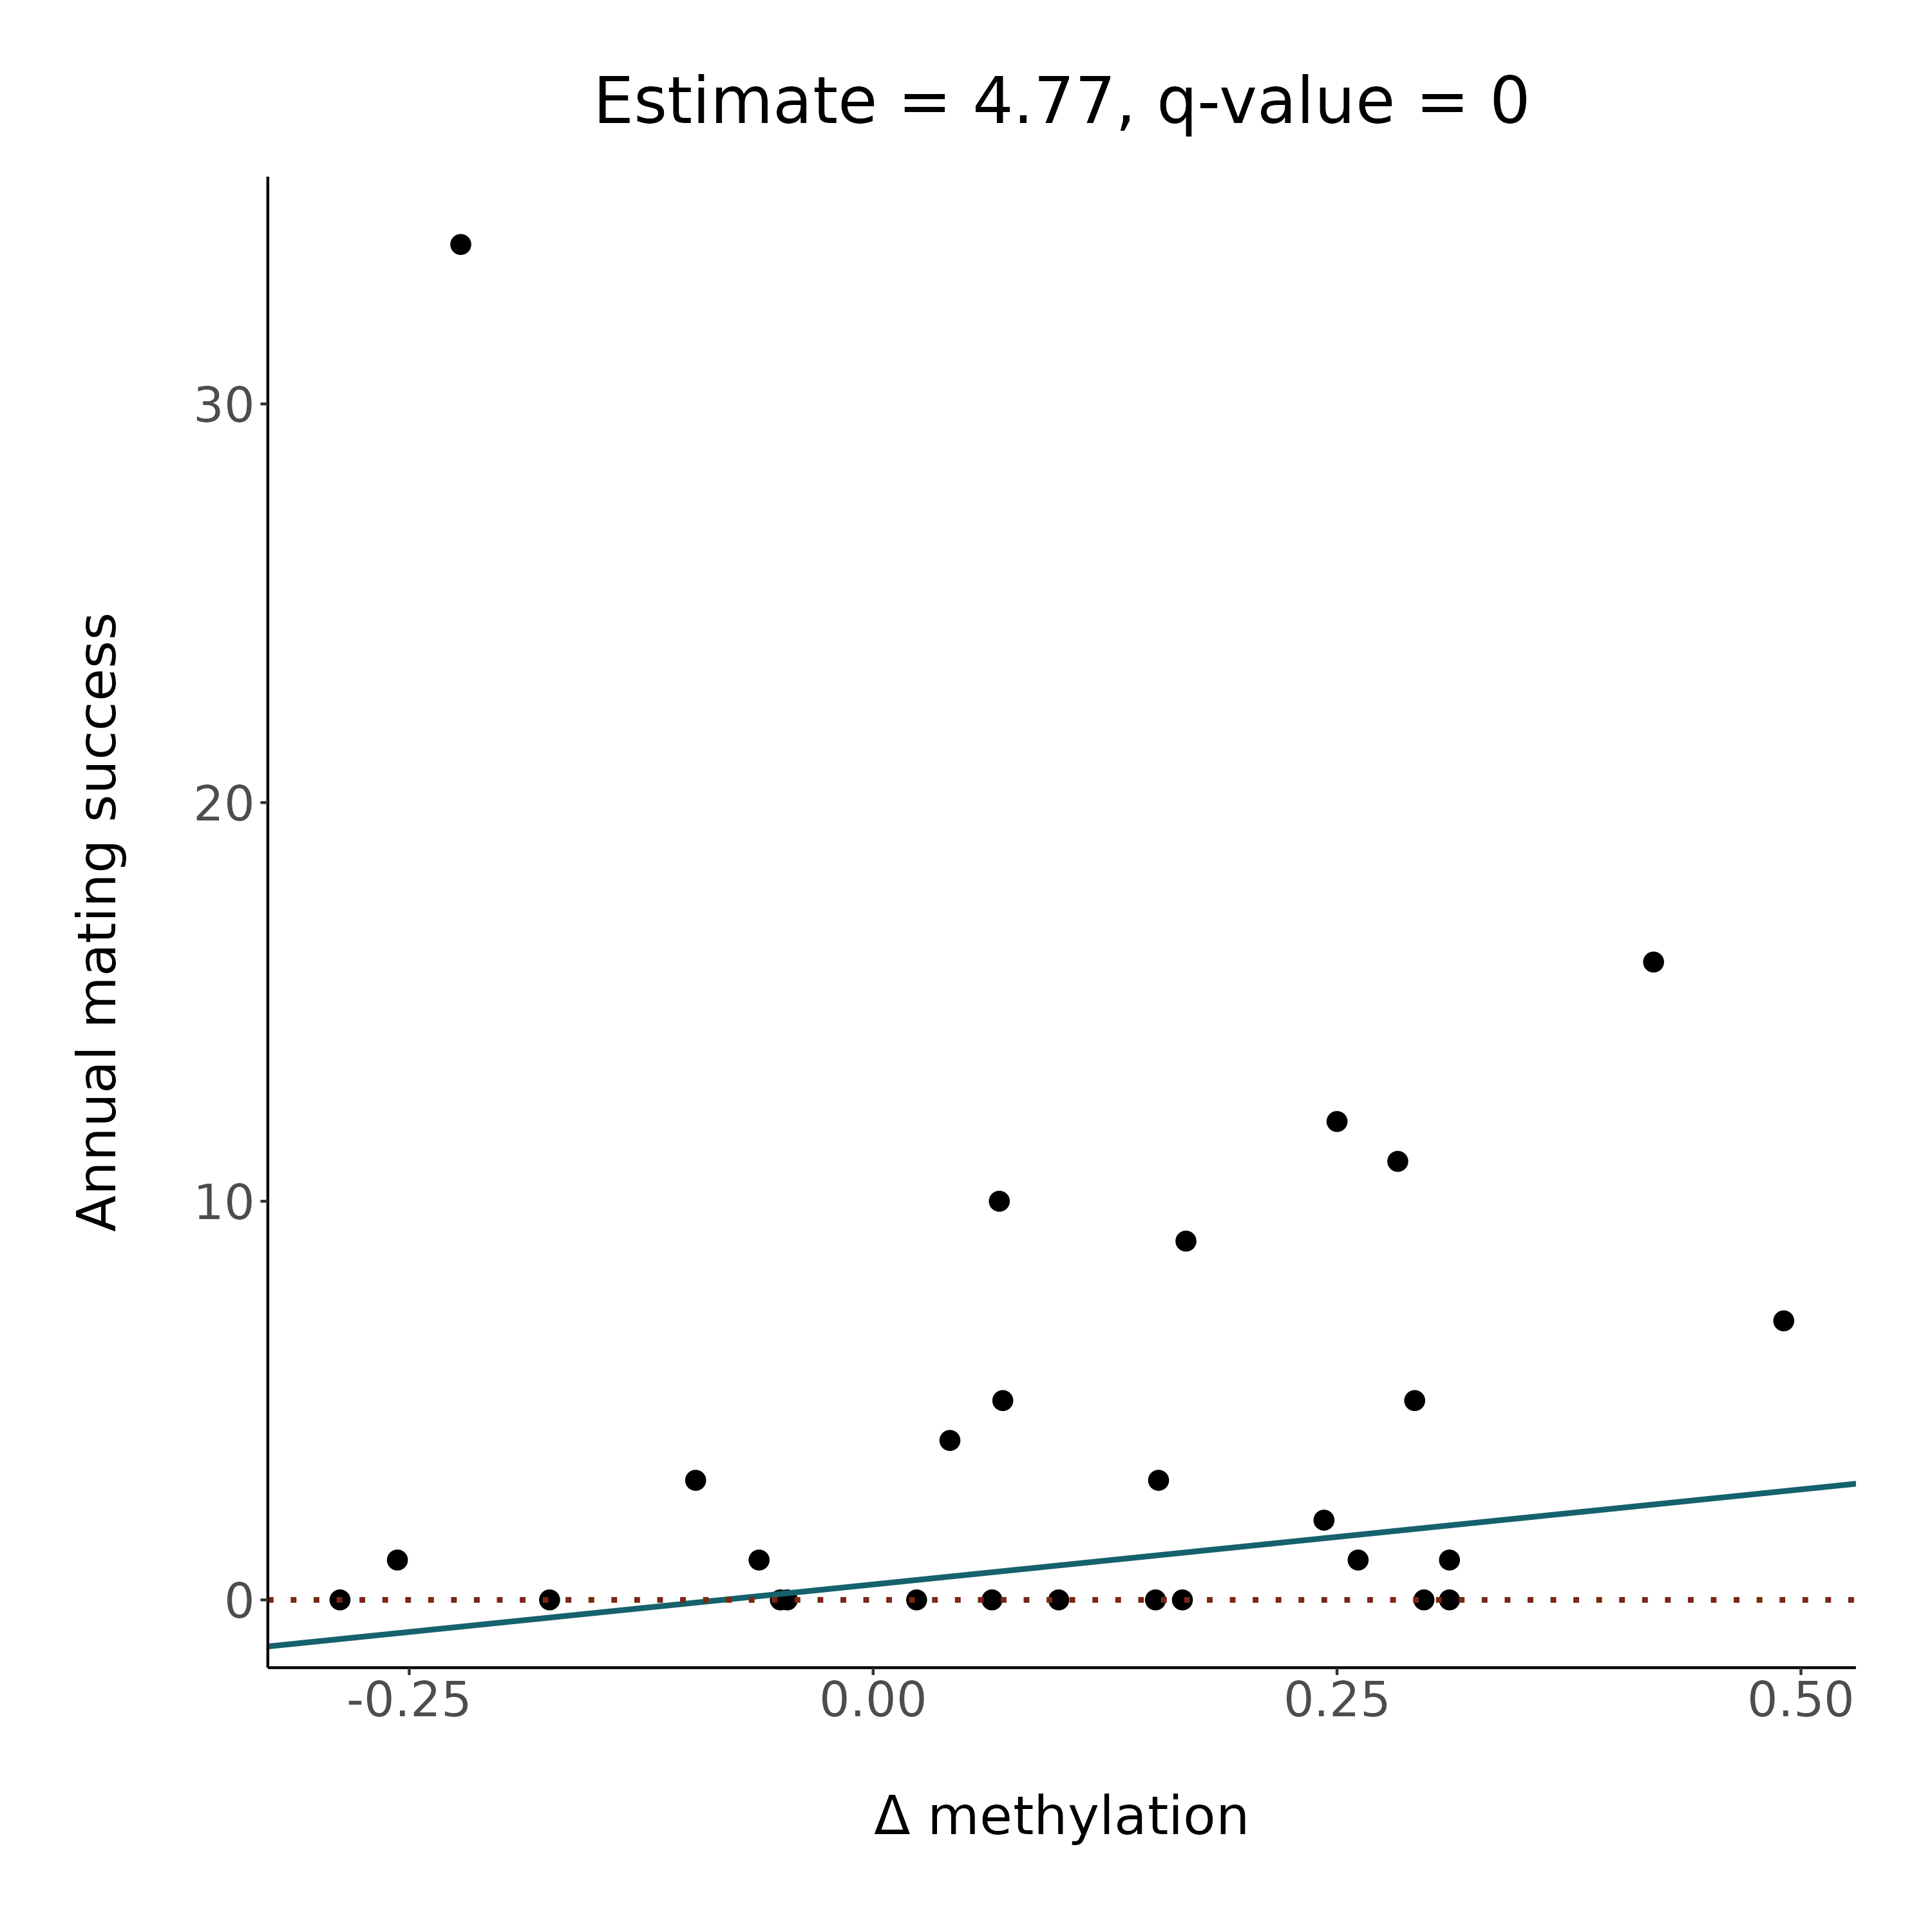 Estimate = 4.77, q-value = 0
Annual mating success
30
20
10
0
-0.25 0.00 0.25 0.50
Δ methylation